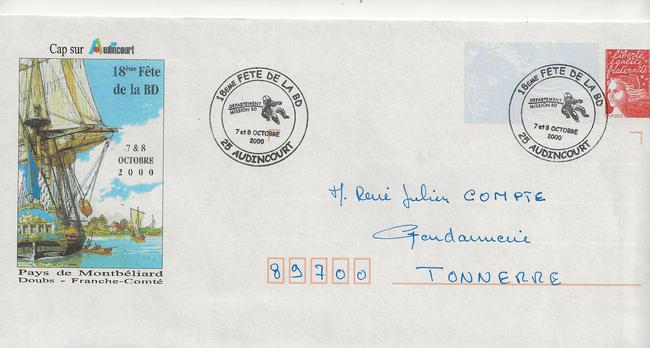 Cap sur Audincourt
18ème Fête
de la BD
7 & 8
OCTOBRE
2000
Pays de Montbéliard
Doubs - Franche-Comté
18EME FETE DE LA BD
DEPARTEMENT
MISSION BD
7 et 8 OCTOBRE
2000
25 AUDINCOURT
18EME FETE DE LA BD
DEPARTEMENT
MISSION BD
7 et 8 OCTOBRE
2000
25 AUDINCOURT
liberté
égalité
fraternité
LA POSTE
M. René Julien COMPTE
Gendarmerie
89700 TONNERRE